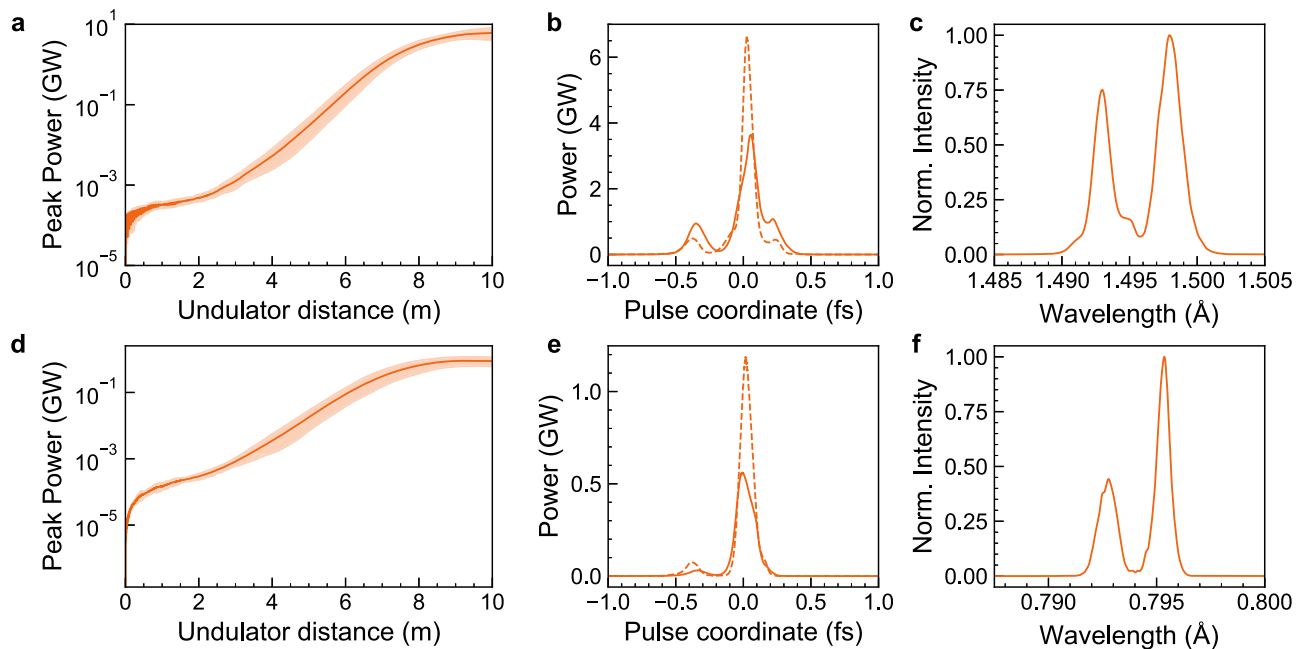 a
Peak Power (GW)
10¹
10⁻¹
10⁻³
10⁻⁵
0 2 4 6 8 10
Undulator distance (m)
b
Power (GW)
6
4
2
0
−1.0 −0.5 0.0 0.5 1.0
Pulse coordinate (fs)
c
Norm. Intensity
1.00
0.75
0.50
0.25
0.00
1.485 1.490 1.495 1.500 1.505
Wavelength (Å)
d
Peak Power (GW)
10⁻¹
10⁻³
10⁻⁵
0 2 4 6 8 10
Undulator distance (m)
e
Power (GW)
1.0
0.5
0.0
−1.0 −0.5 0.0 0.5 1.0
Pulse coordinate (fs)
f
Norm. Intensity
1.00
0.75
0.50
0.25
0.00
0.790 0.795 0.800
Wavelength (Å)